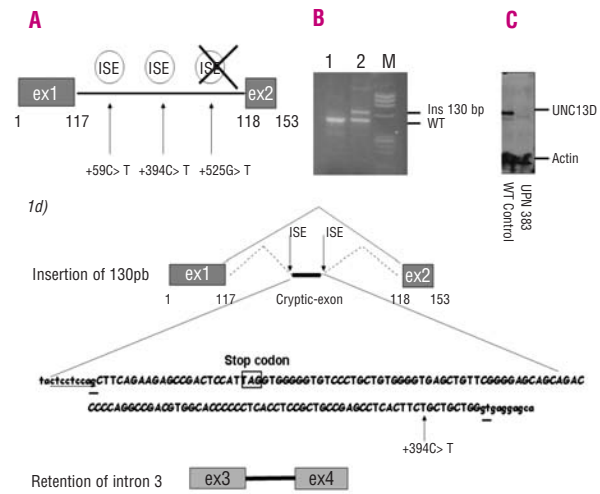 A
B
C
ISE ISE ISE
ex1 ex2
1 117 118 153
+59C> T +394C> T +525G> T
1 2 M
Ins 130 bp
WT
UNC13D
Actin
WT Control
UPN 383
1d)
ISE ISE
Insertion of 130pb
ex1 ex2
1 117 Cryptic-exon 118 153
Stop codon
tactcctccagCTTCAGAAGAGCCGACTCCATTAGGTGGGGGTGTCCCTGCTGTGGGGTGAGCTGTTCGGGGAGCAGCAGAC
CCCCAGGCCGACGTGGCACCCCCCTCACCTCCGCTGCCGAGCCTCACTTCTGCTGCTGGgtgaggagca
+394C> T
Retention of intron 3
ex3 ex4